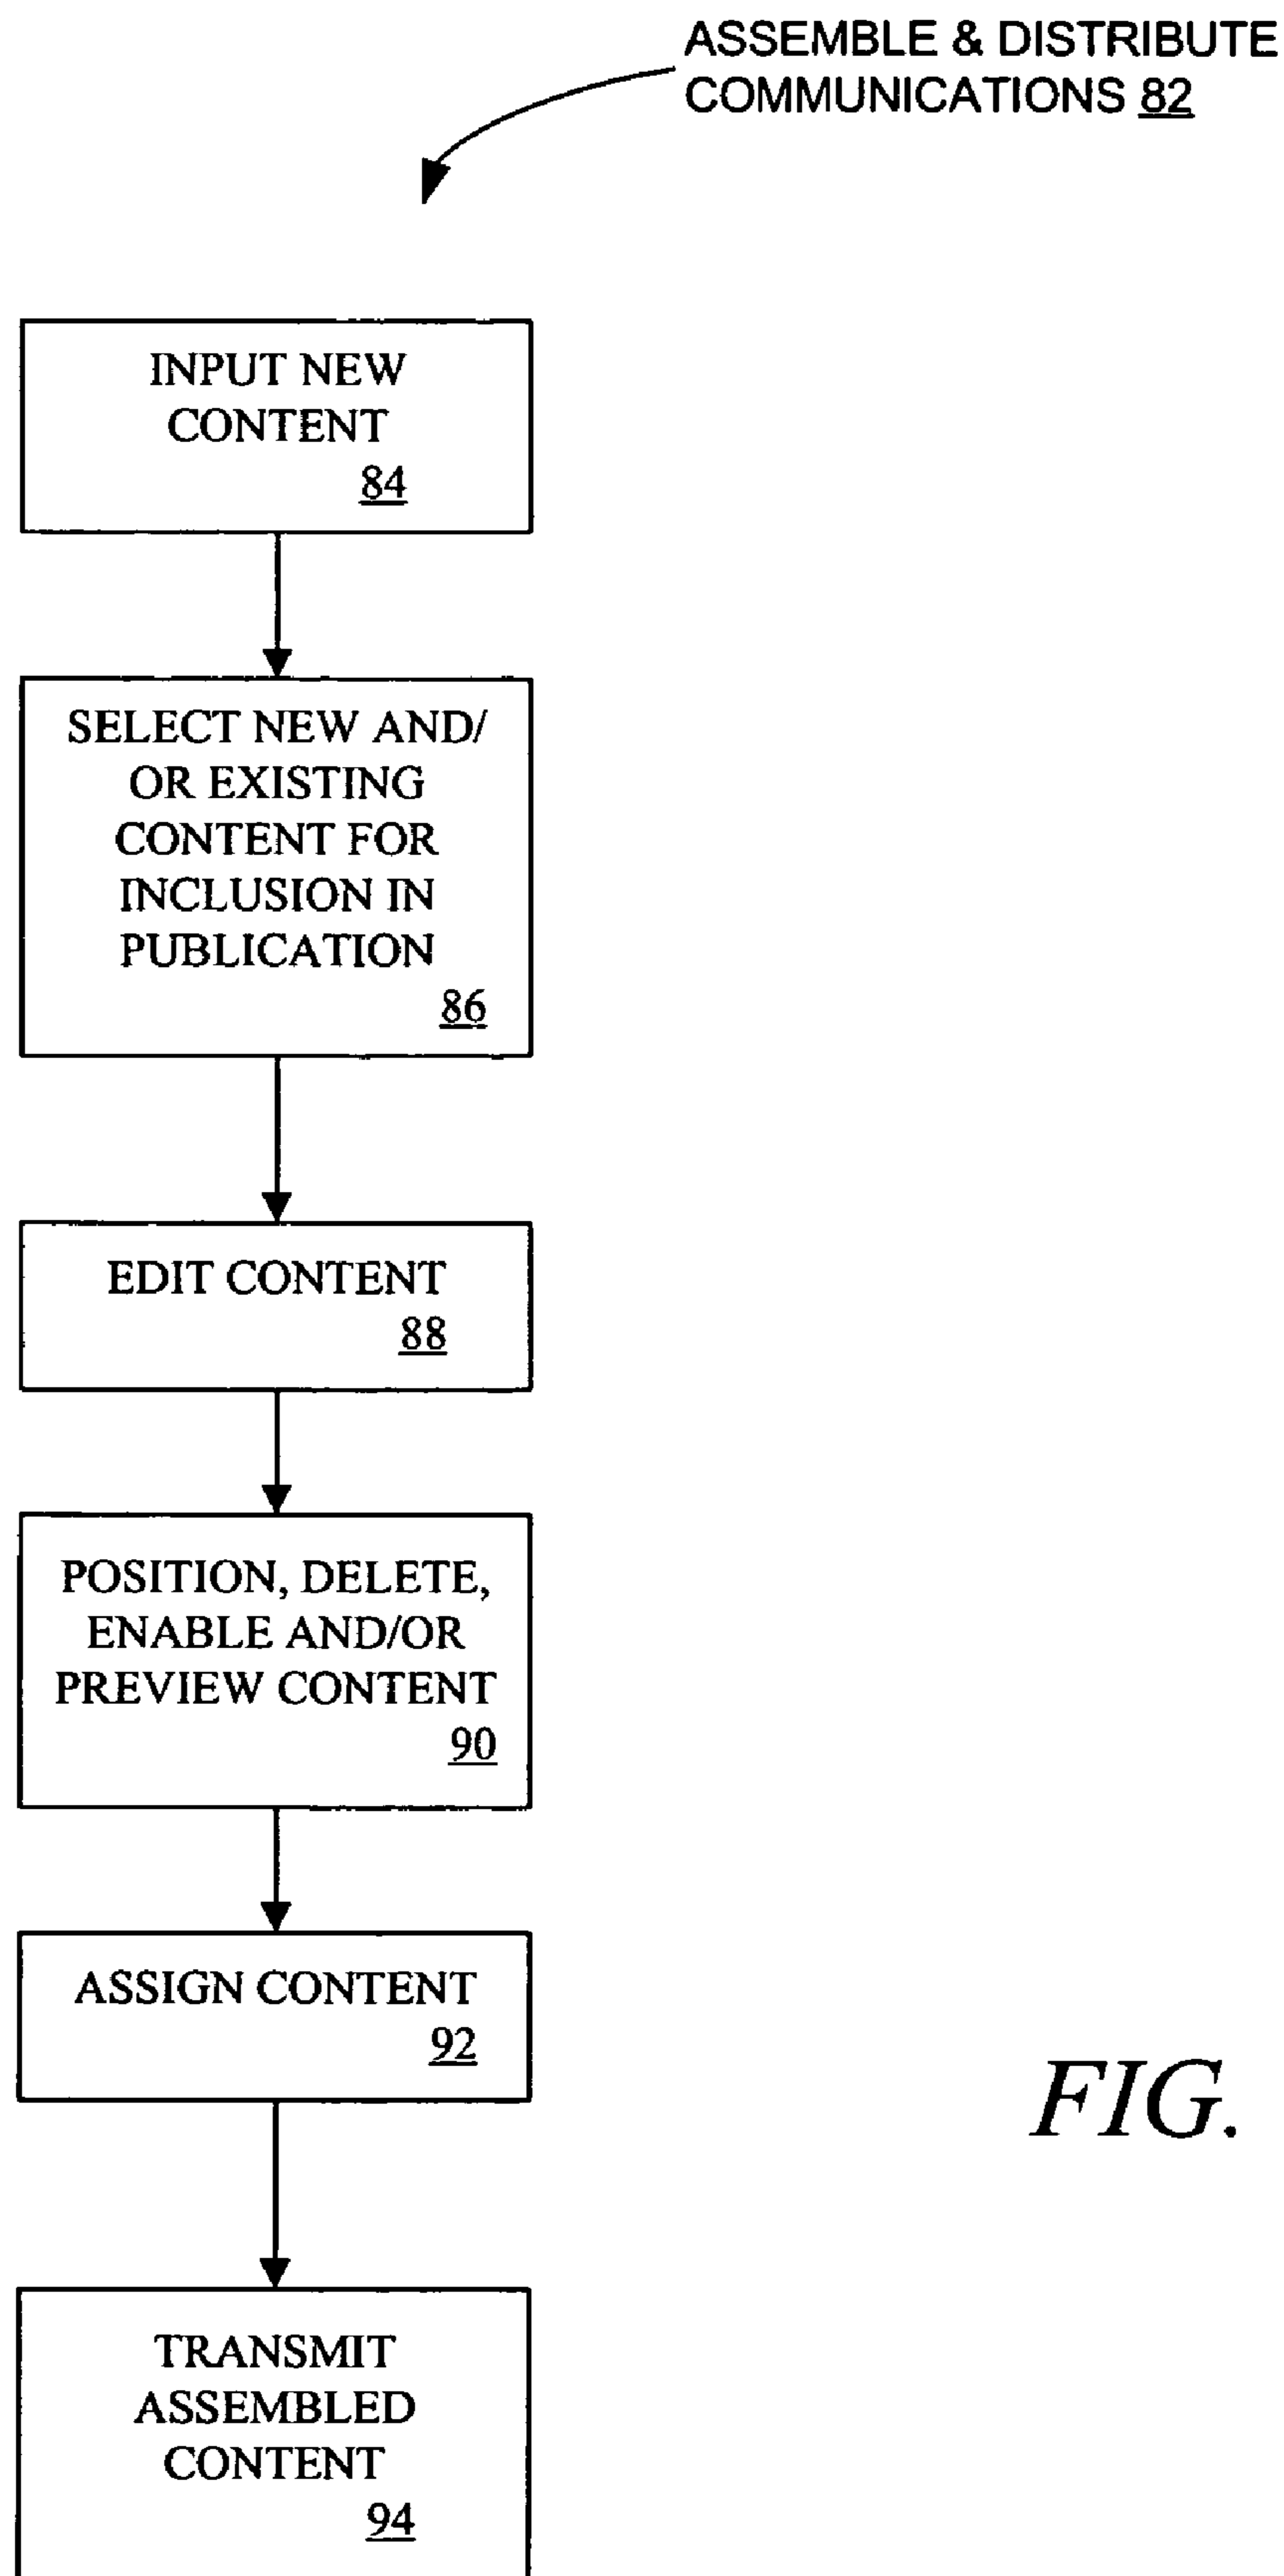 ASSEMBLE & DISTRIBUTE
COMMUNICATIONS 82
INPUT NEW
CONTENT
84
SELECT NEW AND/
OR EXISTING
CONTENT FOR
INCLUSION IN
PUBLICATION
86
EDIT CONTENT
88
POSITION, DELETE,
ENABLE AND/OR
PREVIEW CONTENT
90
ASSIGN CONTENT
92
FIG.
TRANSMIT
ASSEMBLED
CONTENT
94